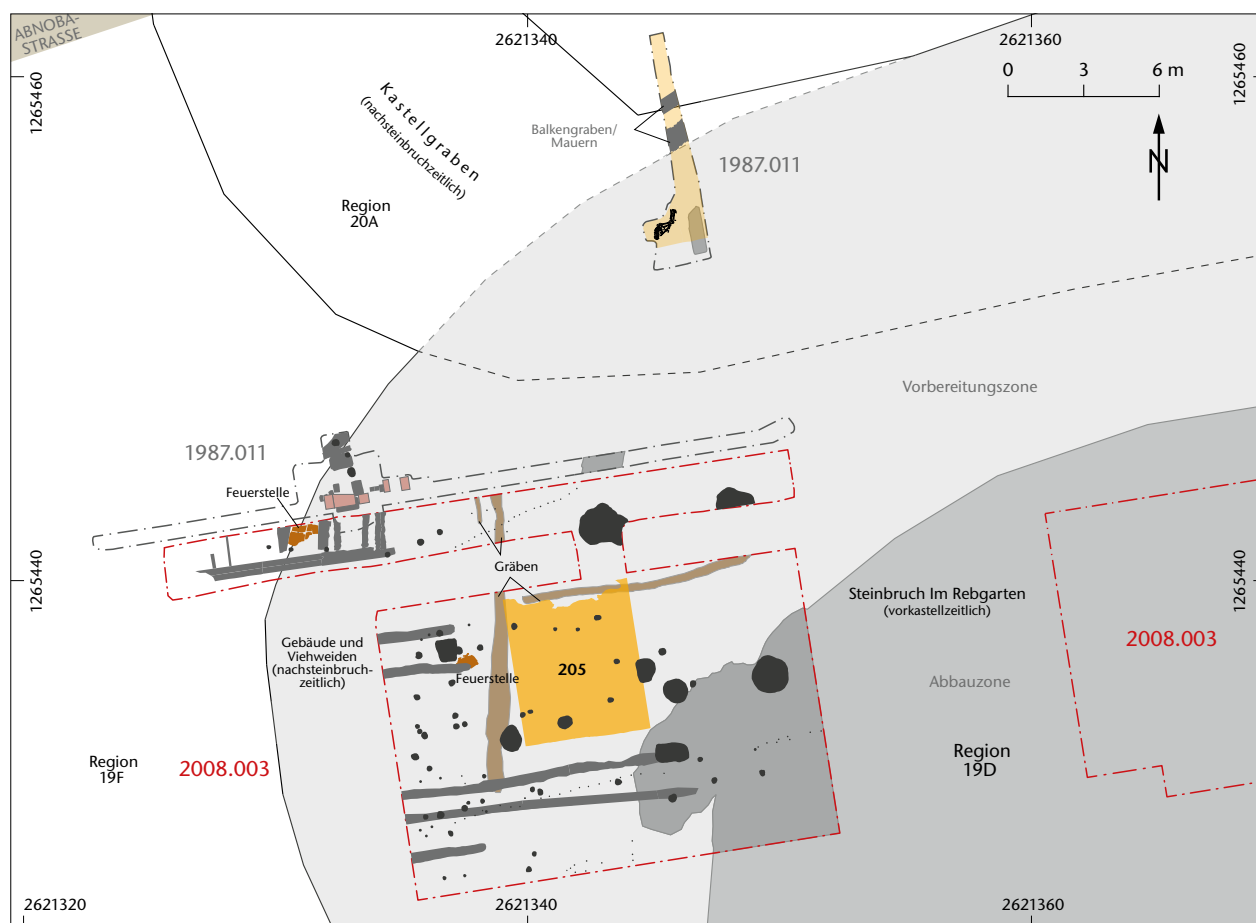 ABNOBA-
STRASSE
2621340
2621360
1265460
1265460
0 3 6 m
N
Kastellgraben
(nachsteinbruchzeitlich)
Balkengraben/
Mauern
1987.011
Region
20A
Vorbereitungszone
1987.011
Feuerstelle
Gräben
1265440
1265440
Steinbruch Im Rebgarten
(vorkastellzeitlich)
2008.003
Gebäude und
Viehweiden
(nachsteinbruch-
zeitlich)
Feuerstelle
205
Abbauzone
Region
19F
2008.003
Region
19D
2621320
2621340
2621360